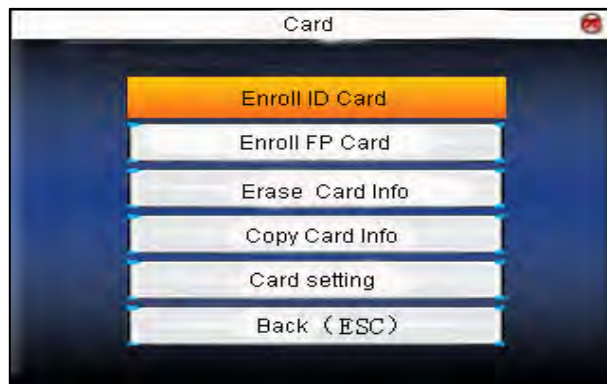 Card
Enroll ID Card
Enroll FP Card
Erase Card Info
Copy Card Info
Card setting
Back （ESC）